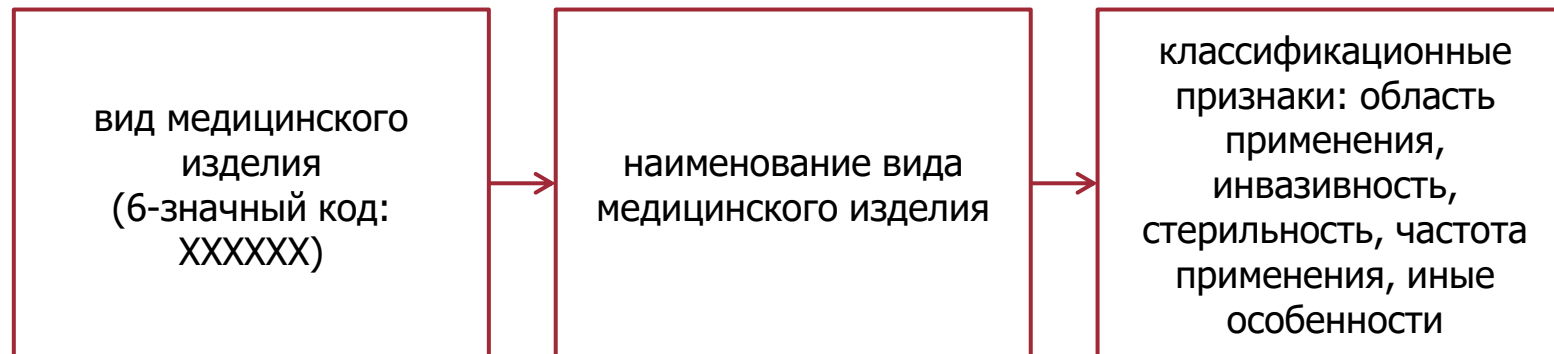 вид медицинского
изделия
(6-значный код:
XXXXXX)
наименование вида
медицинского изделия
классификационные
признаки: область
применения,
инвазивность,
стерильность, частота
применения, иные
особенности